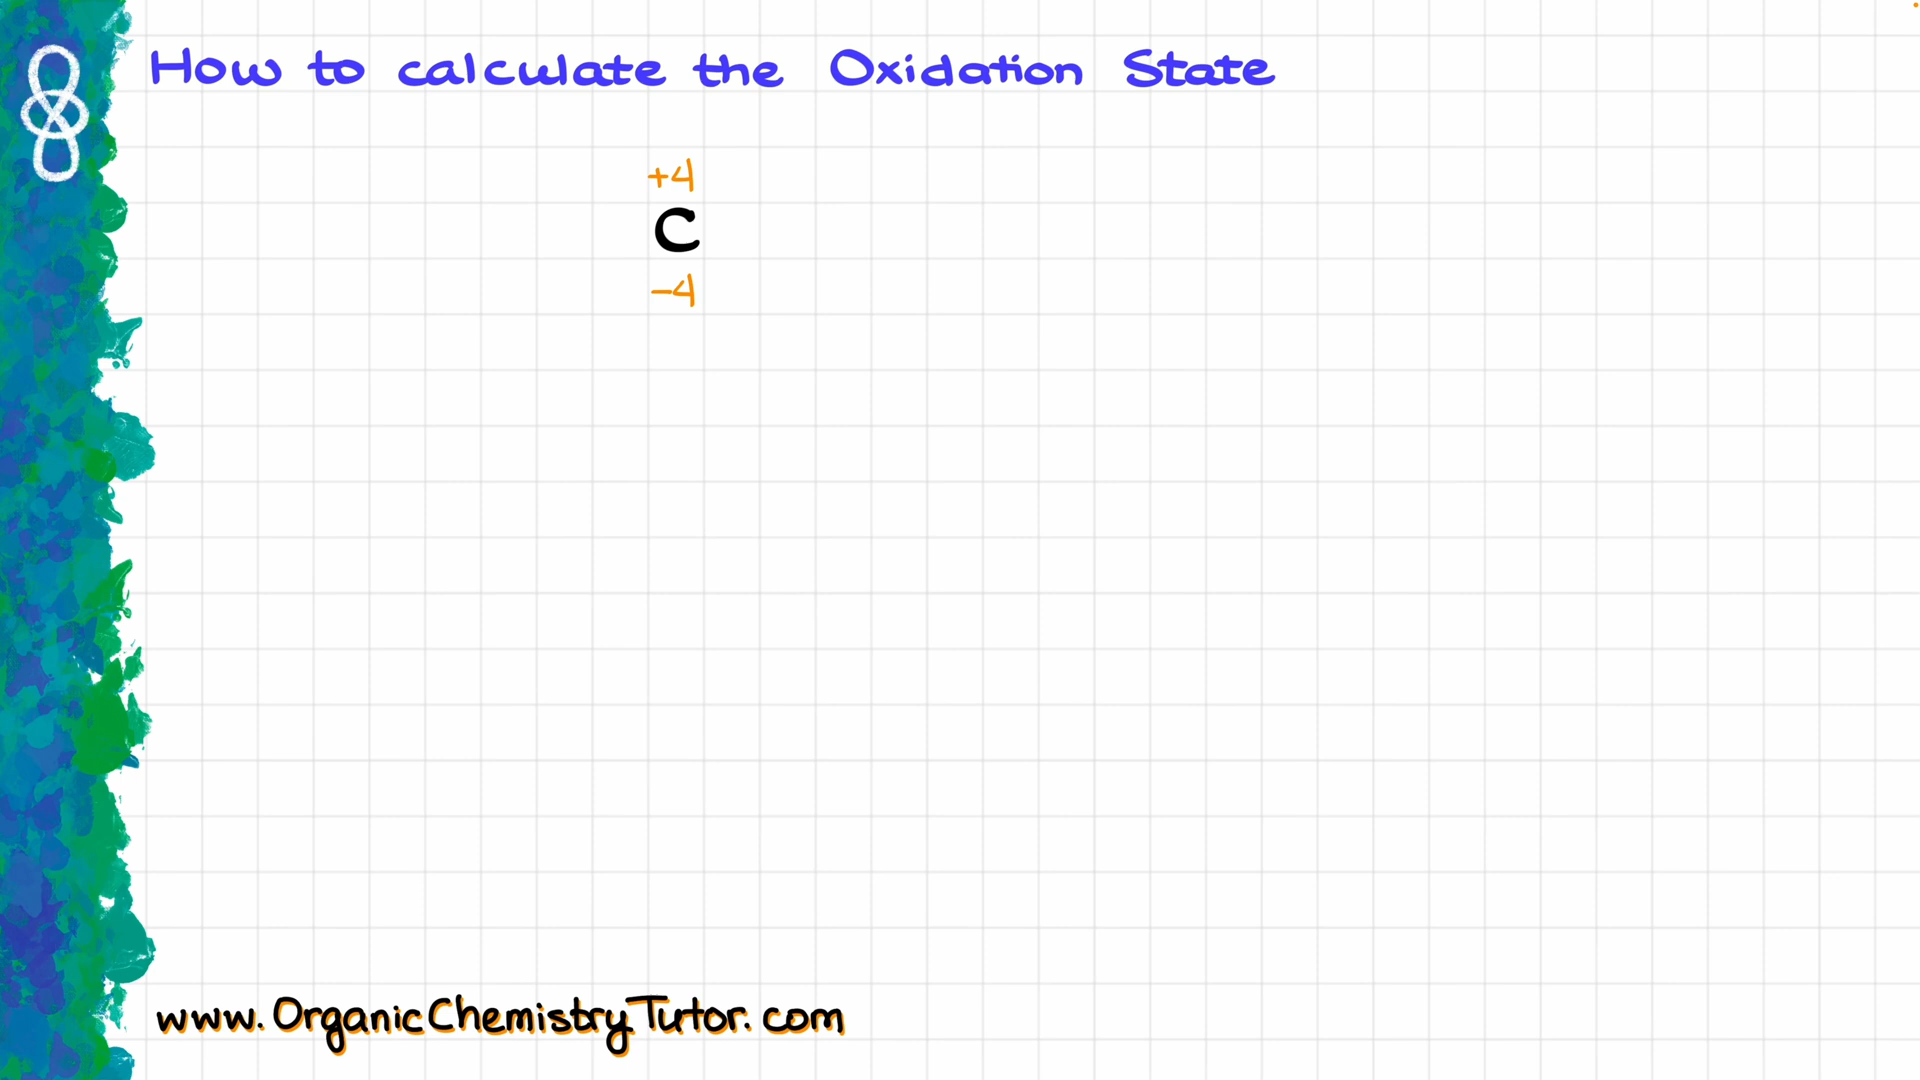 How to calculate the Oxidation State
+4
C
-4
www.OrganicChemistryTutor.com